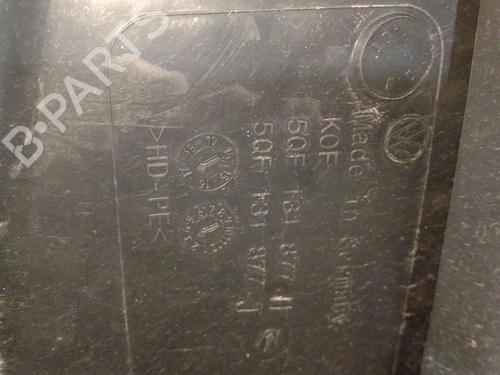 Made in Germany
KOF
5QF 131 877 H
5QF 131 877 J
>HD-PE<
B-PARTS